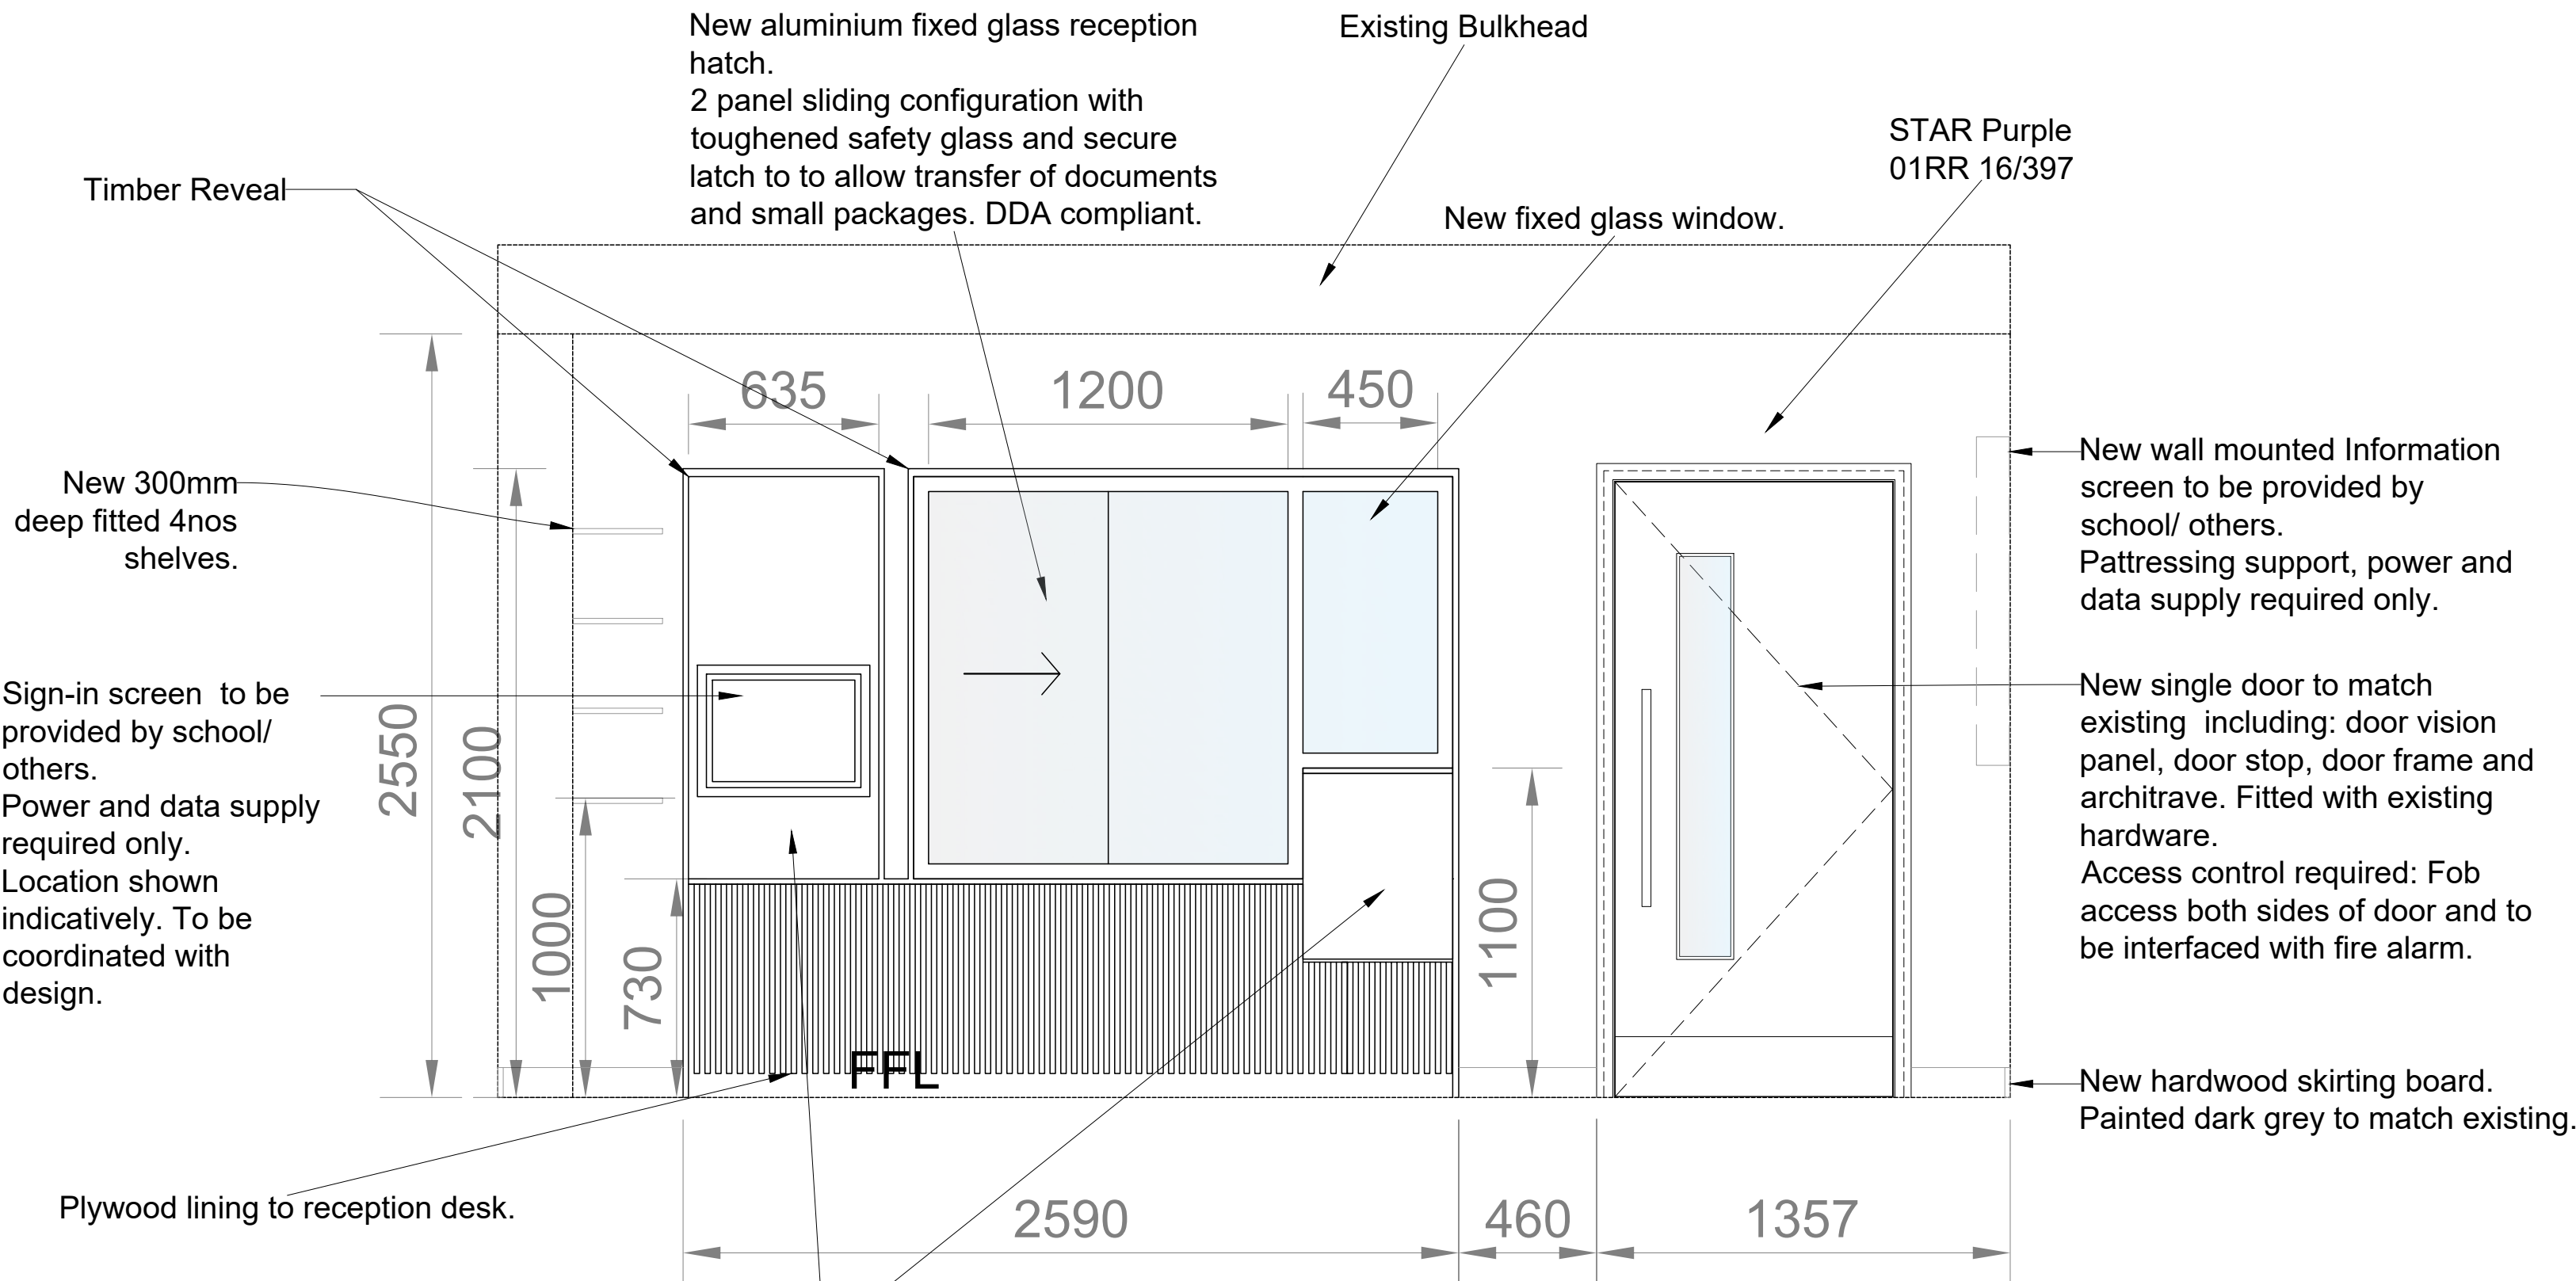 New aluminium fixed glass reception
hatch.
2 panel sliding configuration with
toughened safety glass and secure
latch to to allow transfer of documents
and small packages. DDA compliant.
Existing Bulkhead
STAR Purple
01RR 16/397
Timber Reveal
New fixed glass window.
635
1200
450
New 300mm
deep fitted 4nos
shelves.
New wall mounted Information
screen to be provided by
school/ others.
Pattressing support, power and
data supply required only.
Sign-in screen to be
provided by school/
others.
Power and data supply
required only.
Location shown
indicatively. To be
coordinated with
design.
2550
2100
1000
730
1100
New single door to match
existing including: door vision
panel, door stop, door frame and
architrave. Fitted with existing
hardware.
Access control required: Fob
access both sides of door and to
be interfaced with fire alarm.
FFL
New hardwood skirting board.
Painted dark grey to match existing.
Plywood lining to reception desk.
2590
460
1357